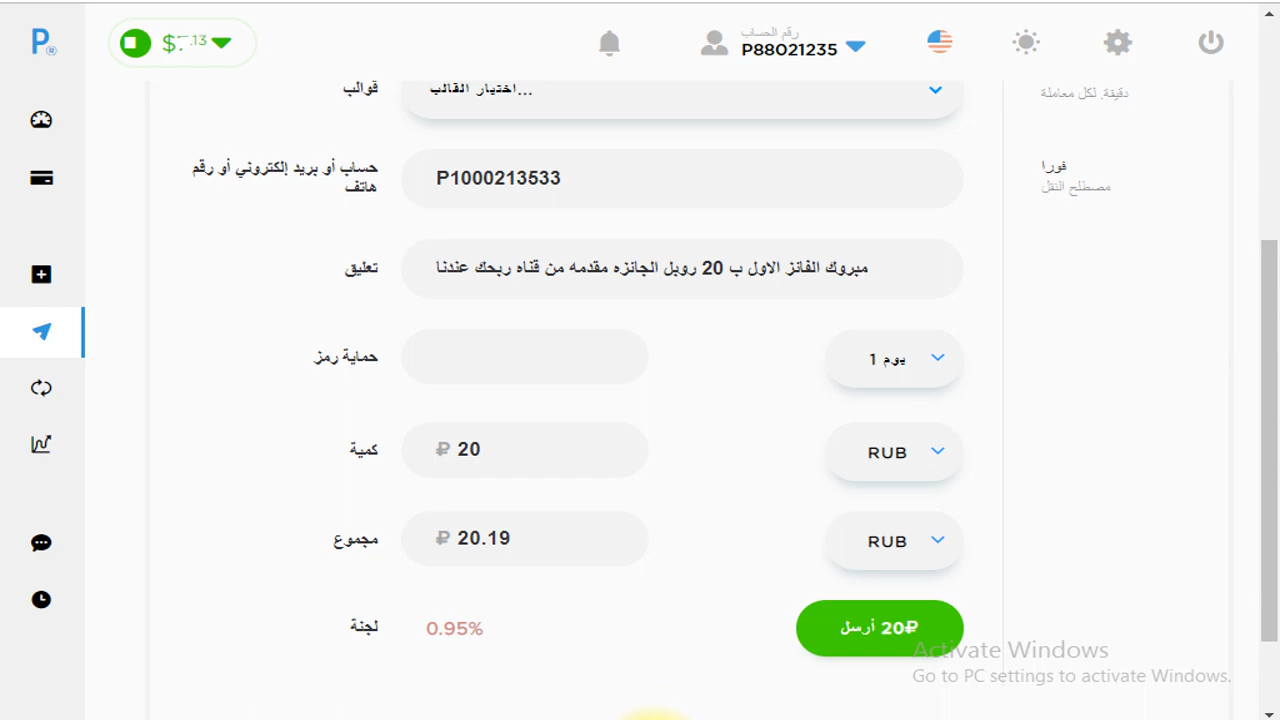 P
رقم الحساب
P88021235
قوالب
اختيار القالب...
دقيقة, لكل معاملة
حساب أو بريد إلكتروني أو رقم
هاتف
P1000213533
فورا
مصطلح النقل
تعليق
مبروك الفائز الاول ب 20 روبل الجائزه مقدمه من قناه ربحك عندنا
حماية رمز
يوم 1
كمية
₽ 20
RUB
مجموع
₽ 20.19
RUB
لجنة
0.95%
أرسل 20₽
Activate Windows
Go to PC settings to activate Windows.